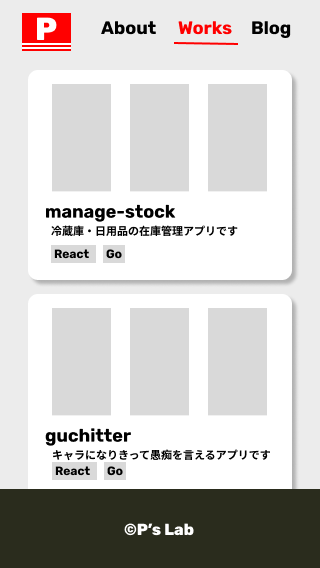 P
About Works Blog
manage-stock
冷蔵庫・日用品の在庫管理アプリです
React Go
guchitter
キャラになりきって愚痴を言えるアプリです
React Go
©P's Lab